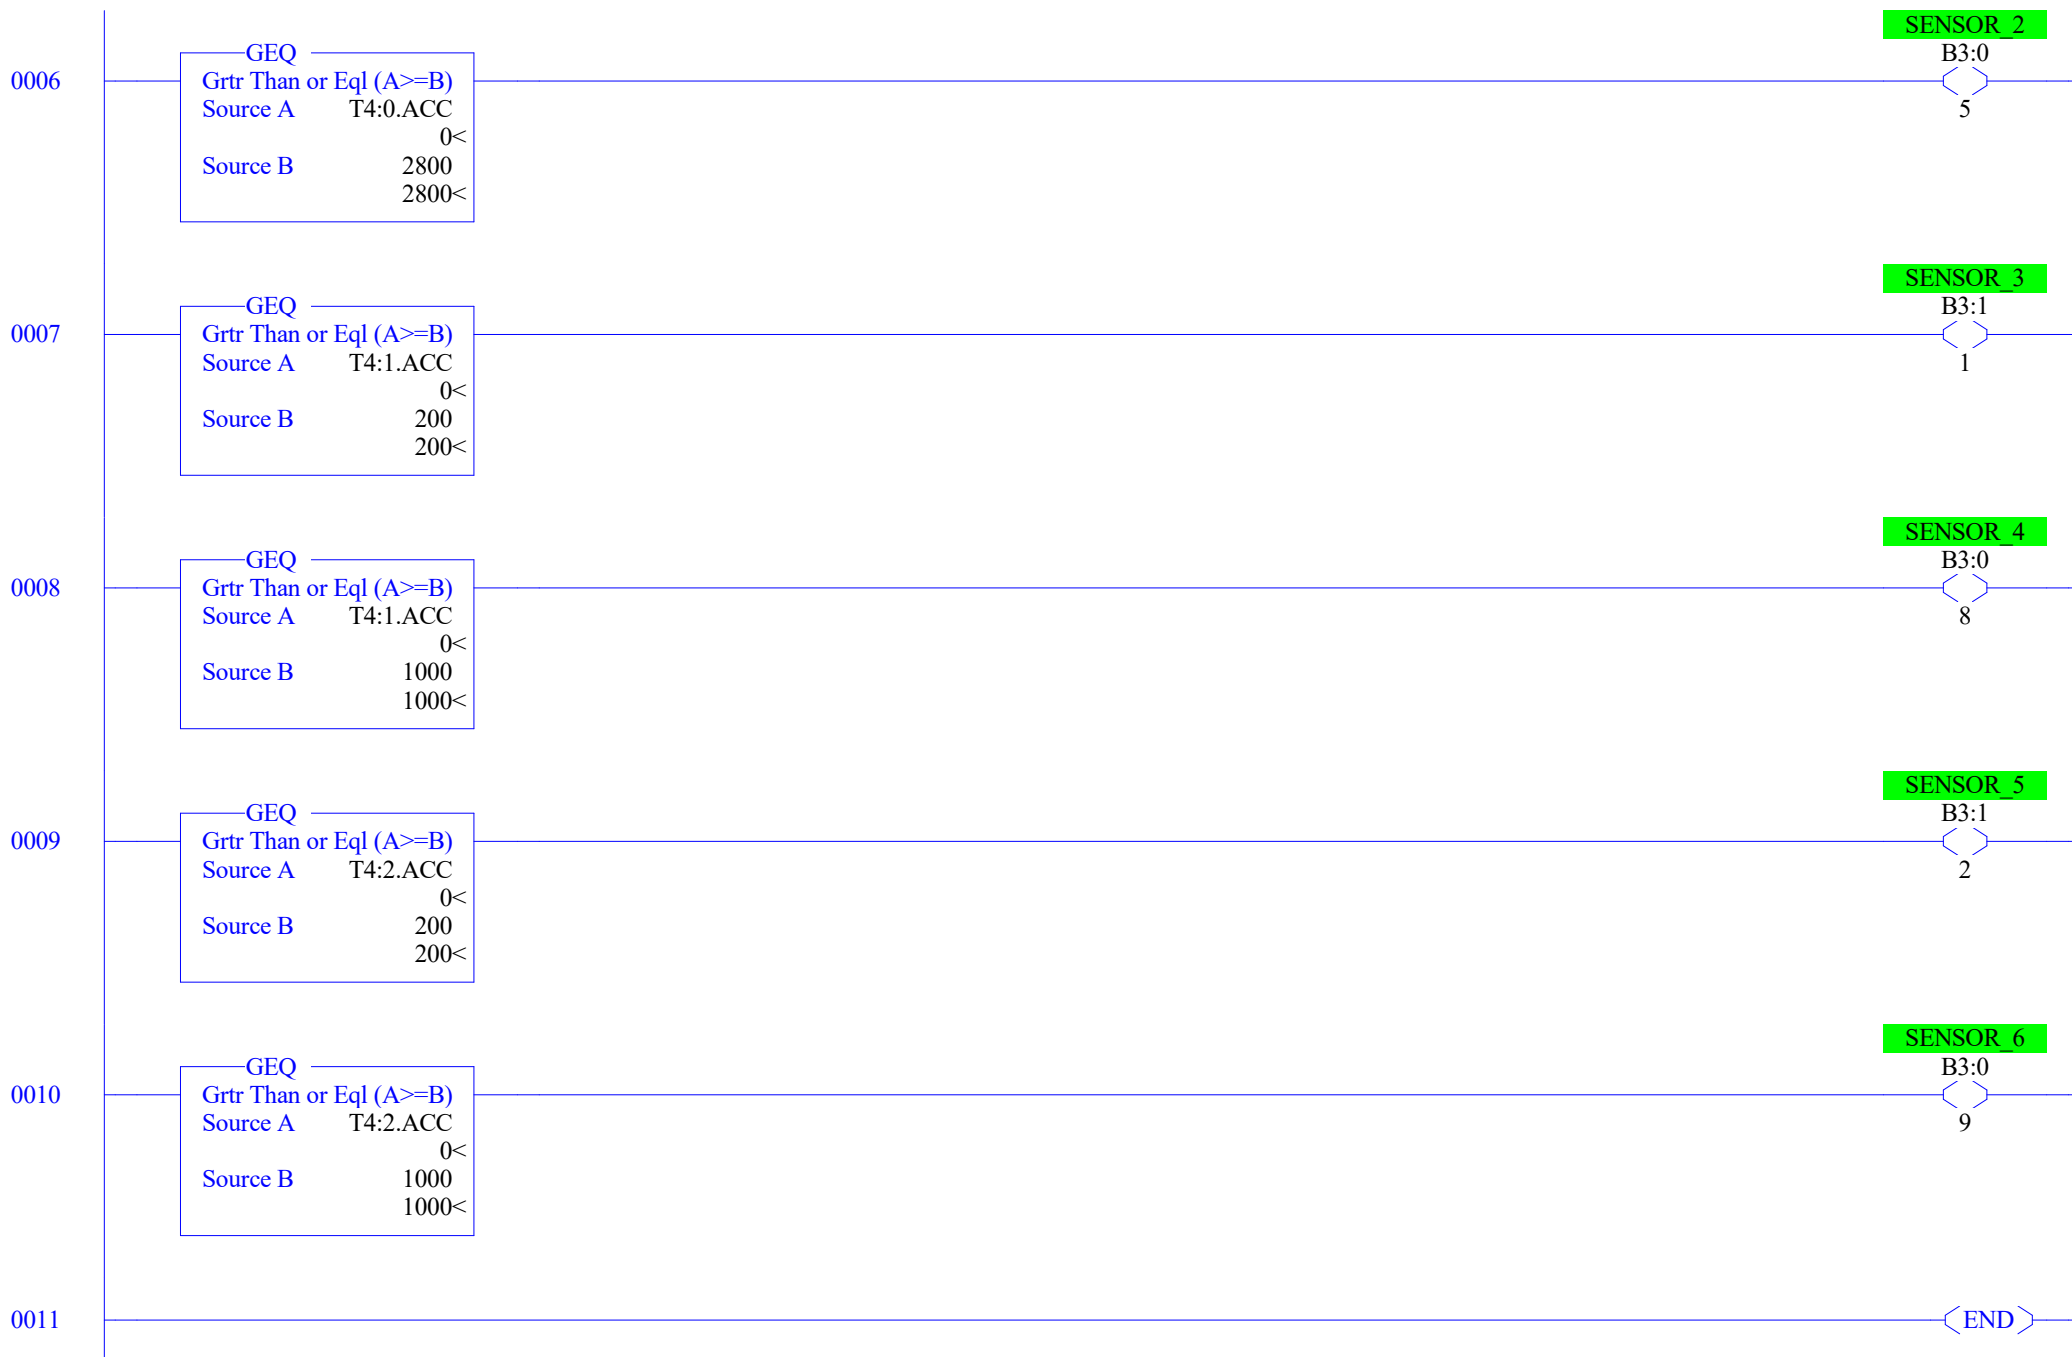 SENSOR_2
GEQ B3:0
0006 Grtr Than or Eql (A>=B)
Source A T4:0.ACC 5
0<
Source B 2800
2800<
SENSOR_3
GEQ B3:1
0007 Grtr Than or Eql (A>=B)
Source A T4:1.ACC 1
0<
Source B 200
200<
SENSOR_4
GEQ B3:0
0008 Grtr Than or Eql (A>=B)
Source A T4:1.ACC 8
0<
Source B 1000
1000<
SENSOR_5
GEQ B3:1
0009 Grtr Than or Eql (A>=B)
Source A T4:2.ACC 2
0<
Source B 200
200<
SENSOR_6
GEQ B3:0
0010 Grtr Than or Eql (A>=B)
Source A T4:2.ACC 9
0<
Source B 1000
1000<
0011 END